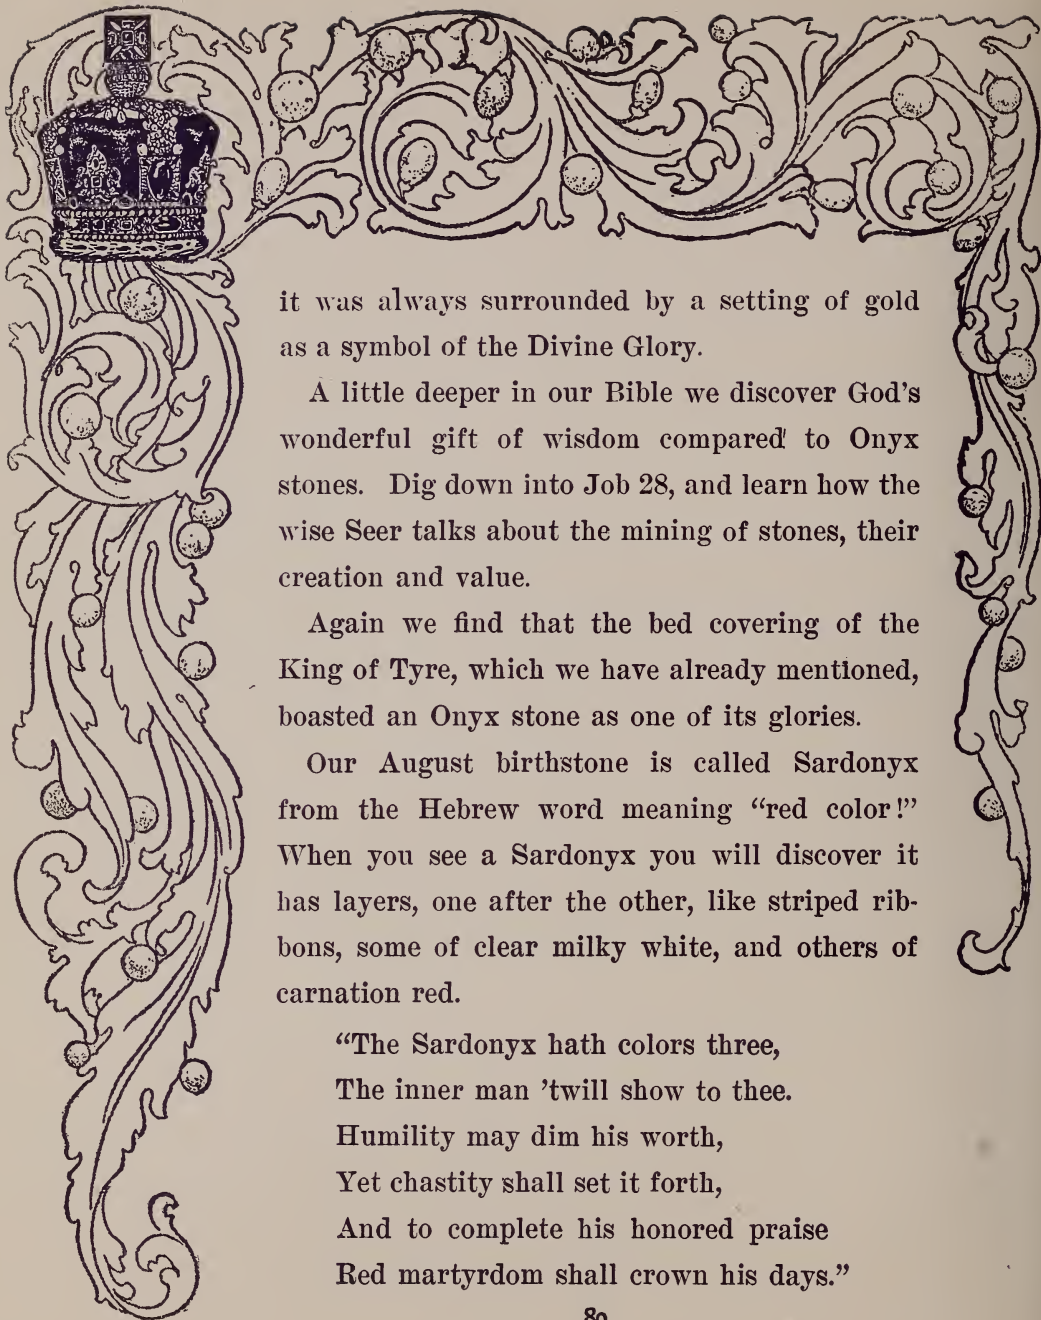 it was always surrounded by a setting of gold
as a symbol of the Divine Glory.
A little deeper in our Bible we discover God's
wonderful gift of wisdom compared to Onyx
stones. Dig down into Job 28, and learn how the
wise Seer talks about the mining of stones, their
creation and value.
Again we find that the bed covering of the
King of Tyre, which we have already mentioned,
boasted an Onyx stone as one of its glories.
Our August birthstone is called Sardonyx
from the Hebrew word meaning “red color!”
When you see a Sardonyx you will discover it
has layers, one after the other, like striped rib-
bons, some of clear milky white, and others of
carnation red.
“The Sardonyx hath colors three,
The inner man ’twill show to thee.
Humility may dim his worth,
Yet chastity shall set it forth,
And to complete his honored praise
Red martyrdom shall crown his days.”
80